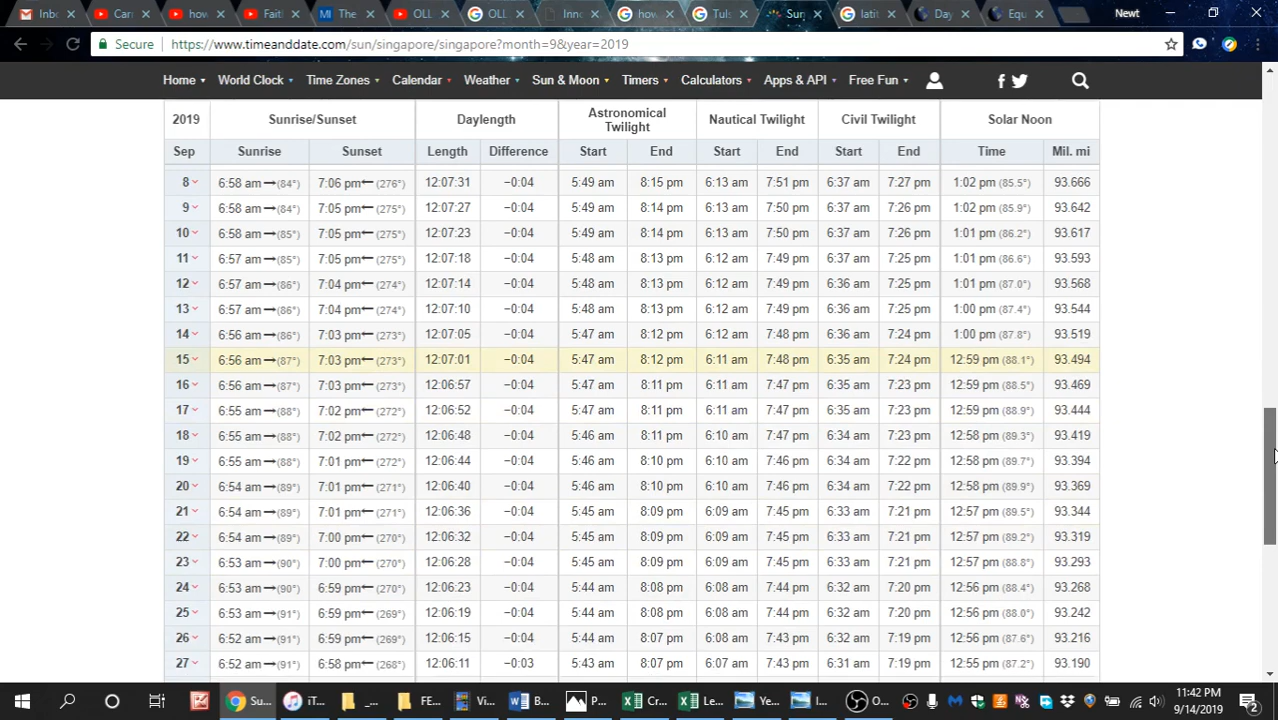 Inbo Carr how Faith The OLL OLL Inno how Tuls Surj latit Day Equ Newt
Secure https://www.timeanddate.com/sun/singapore/singapore?month=9&year=2019
Home World Clock Time Zones Calendar Weather Sun & Moon Timers Calculators Apps & API Free Fun
2019 Sunrise/Sunset Daylength Astronomical Twilight Nautical Twilight Civil Twilight Solar Noon
Sep Sunrise Sunset Length Difference Start End Start End Start End Time Mil. mi
8 6:58 am (84°) 7:06 pm (276°) 12:07:31 −0:04 5:49 am 8:15 pm 6:13 am 7:51 pm 6:37 am 7:27 pm 1:02 pm (85.5°) 93.666
9 6:58 am (84°) 7:05 pm (275°) 12:07:27 −0:04 5:49 am 8:14 pm 6:13 am 7:50 pm 6:37 am 7:26 pm 1:02 pm (85.9°) 93.642
10 6:58 am (85°) 7:05 pm (275°) 12:07:23 −0:04 5:49 am 8:14 pm 6:13 am 7:50 pm 6:37 am 7:26 pm 1:01 pm (86.2°) 93.617
11 6:57 am (85°) 7:05 pm (275°) 12:07:18 −0:04 5:48 am 8:13 pm 6:12 am 7:49 pm 6:37 am 7:25 pm 1:01 pm (86.6°) 93.593
12 6:57 am (86°) 7:04 pm (274°) 12:07:14 −0:04 5:48 am 8:13 pm 6:12 am 7:49 pm 6:36 am 7:25 pm 1:01 pm (87.0°) 93.568
13 6:57 am (86°) 7:04 pm (274°) 12:07:10 −0:04 5:48 am 8:13 pm 6:12 am 7:49 pm 6:36 am 7:25 pm 1:00 pm (87.4°) 93.544
14 6:56 am (86°) 7:03 pm (273°) 12:07:05 −0:04 5:47 am 8:12 pm 6:12 am 7:48 pm 6:36 am 7:24 pm 1:00 pm (87.8°) 93.519
15 6:56 am (87°) 7:03 pm (273°) 12:07:01 −0:04 5:47 am 8:12 pm 6:11 am 7:48 pm 6:35 am 7:24 pm 12:59 pm (88.1°) 93.494
16 6:56 am (87°) 7:03 pm (273°) 12:06:57 −0:04 5:47 am 8:11 pm 6:11 am 7:47 pm 6:35 am 7:23 pm 12:59 pm (88.5°) 93.469
17 6:55 am (88°) 7:02 pm (272°) 12:06:52 −0:04 5:47 am 8:11 pm 6:11 am 7:47 pm 6:35 am 7:23 pm 12:59 pm (88.9°) 93.444
18 6:55 am (88°) 7:02 pm (272°) 12:06:48 −0:04 5:46 am 8:11 pm 6:10 am 7:47 pm 6:34 am 7:23 pm 12:58 pm (89.3°) 93.419
19 6:55 am (88°) 7:01 pm (272°) 12:06:44 −0:04 5:46 am 8:10 pm 6:10 am 7:46 pm 6:34 am 7:22 pm 12:58 pm (89.7°) 93.394
20 6:54 am (89°) 7:01 pm (271°) 12:06:40 −0:04 5:46 am 8:10 pm 6:10 am 7:46 pm 6:34 am 7:22 pm 12:58 pm (89.9°) 93.369
21 6:54 am (89°) 7:01 pm (271°) 12:06:36 −0:04 5:45 am 8:09 pm 6:09 am 7:45 pm 6:33 am 7:21 pm 12:57 pm (89.5°) 93.344
22 6:54 am (89°) 7:00 pm (270°) 12:06:32 −0:04 5:45 am 8:09 pm 6:09 am 7:45 pm 6:33 am 7:21 pm 12:57 pm (89.2°) 93.319
23 6:53 am (90°) 7:00 pm (270°) 12:06:28 −0:04 5:45 am 8:09 pm 6:09 am 7:45 pm 6:33 am 7:21 pm 12:57 pm (88.8°) 93.293
24 6:53 am (90°) 6:59 pm (270°) 12:06:23 −0:04 5:44 am 8:08 pm 6:08 am 7:44 pm 6:32 am 7:20 pm 12:56 pm (88.4°) 93.268
25 6:53 am (91°) 6:59 pm (269°) 12:06:19 −0:04 5:44 am 8:08 pm 6:08 am 7:44 pm 6:32 am 7:20 pm 12:56 pm (88.0°) 93.242
26 6:52 am (91°) 6:59 pm (269°) 12:06:15 −0:04 5:44 am 8:07 pm 6:08 am 7:43 pm 6:32 am 7:19 pm 12:56 pm (87.6°) 93.216
27 6:52 am (91°) 6:58 pm (268°) 12:06:11 −0:03 5:43 am 8:07 pm 6:07 am 7:43 pm 6:31 am 7:19 pm 12:55 pm (87.2°) 93.190
Su... iT... _... FE... Vi... B... P... Cr... Le... Ye... I... O... 11:42 PM
9/14/2019 2